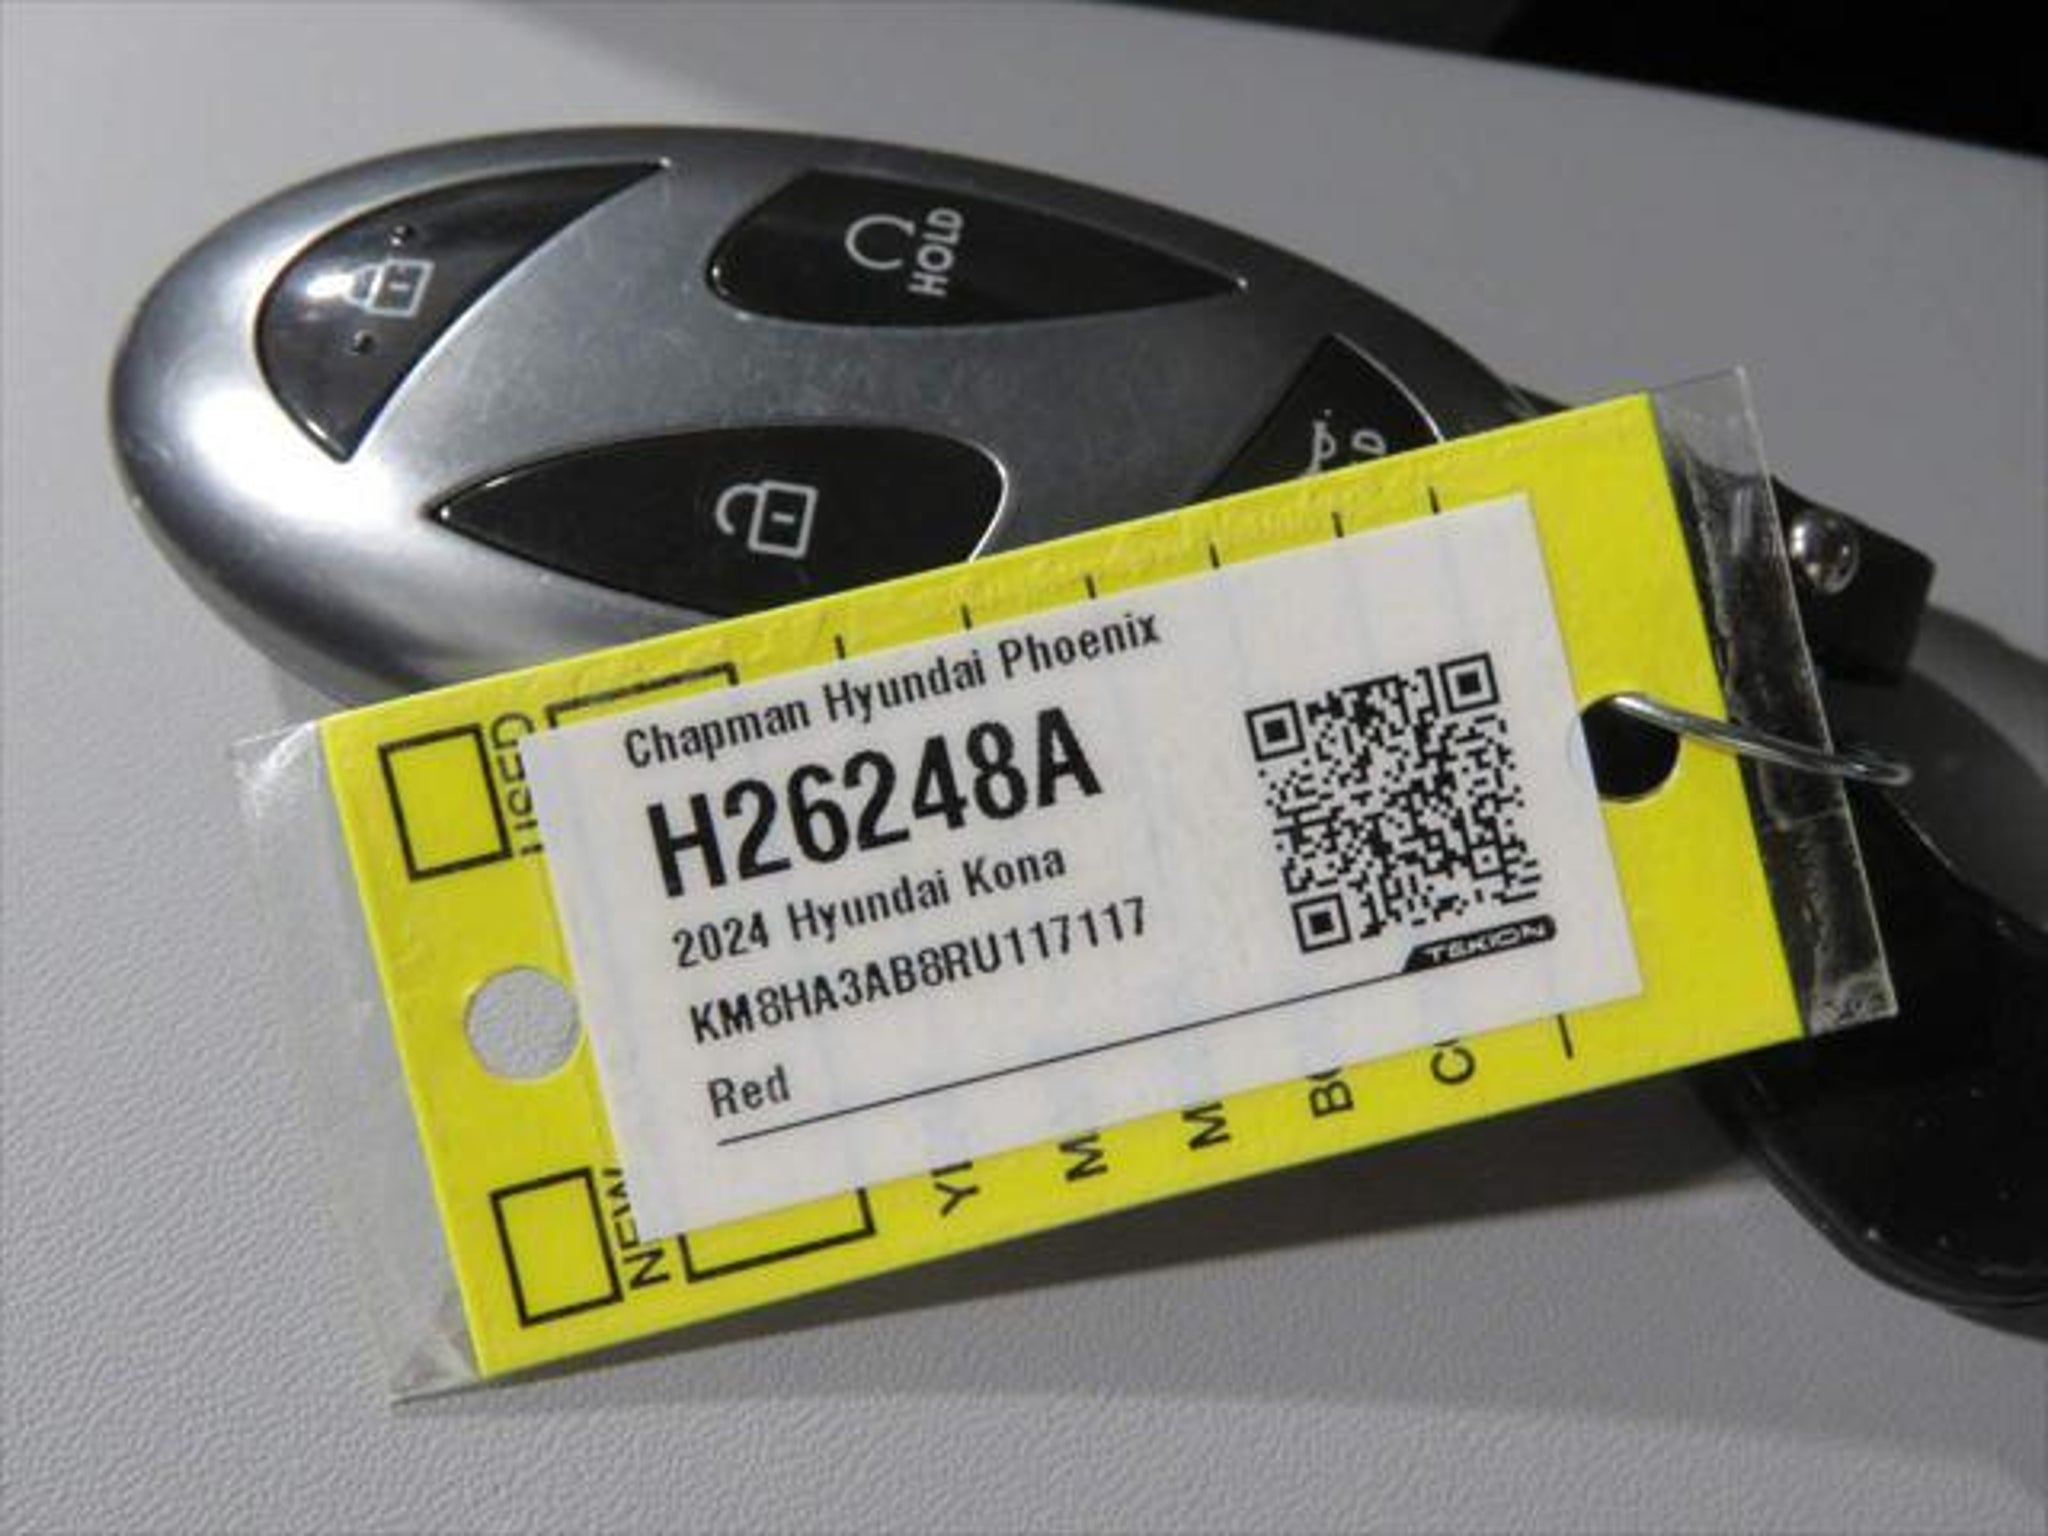 HOLD
D
Chapman Hyundai Phoenix
H26248A
2024 Hyundai Kona
KM8HA3AB8RU117117
Red
TEKION
USED
NEW